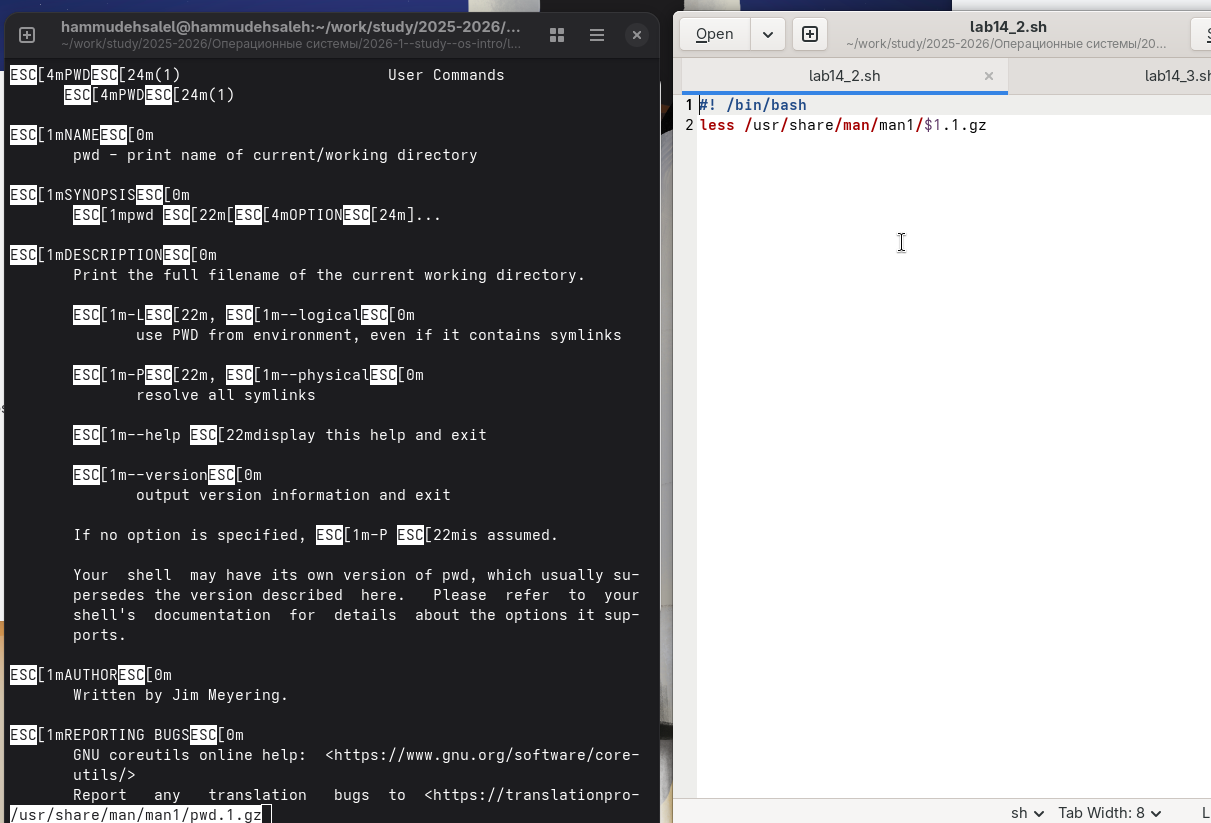 hammudehsalel@hammudehsaleh:~/work/study/2025-2026/...
~/work/study/2025-2026/Операционные системы/2026-1--study--os-intro/l...
ESC[4mPWDESC[24m(1) User Commands
ESC[4mPWDESC[24m(1)
ESC[1mNAMEESC[0m
pwd - print name of current/working directory
ESC[1mSYNOPSISESC[0m
ESC[1mpwd ESC[22m[ESC[4mOPTIONESC[24m]...
ESC[1mDESCRIPTIONESC[0m
Print the full filename of the current working directory.
ESC[1m-LESC[22m, ESC[1m--logicalESC[0m
use PWD from environment, even if it contains symlinks
ESC[1m-PESC[22m, ESC[1m--physicalESC[0m
resolve all symlinks
ESC[1m--help ESC[22mdisplay this help and exit
ESC[1m--versionESC[0m
output version information and exit
If no option is specified, ESC[1m-P ESC[22mis assumed.
Your shell may have its own version of pwd, which usually su-
persedes the version described here. Please refer to your
shell's documentation for details about the options it sup-
ports.
ESC[1mAUTHORESC[0m
Written by Jim Meyering.
ESC[1mREPORTING BUGSESC[0m
GNU coreutils online help: <https://www.gnu.org/software/core-
utils/>
Report any translation bugs to <https://translationpro-
/usr/share/man/man1/pwd.1.gz
Open
lab14_2.sh
~/work/study/2025-2026/Операционные системы/20...
S
lab14_2.sh
lab14_3.sh
1 #! /bin/bash
2 less /usr/share/man/man1/$1.1.gz
sh Tab Width: 8 L